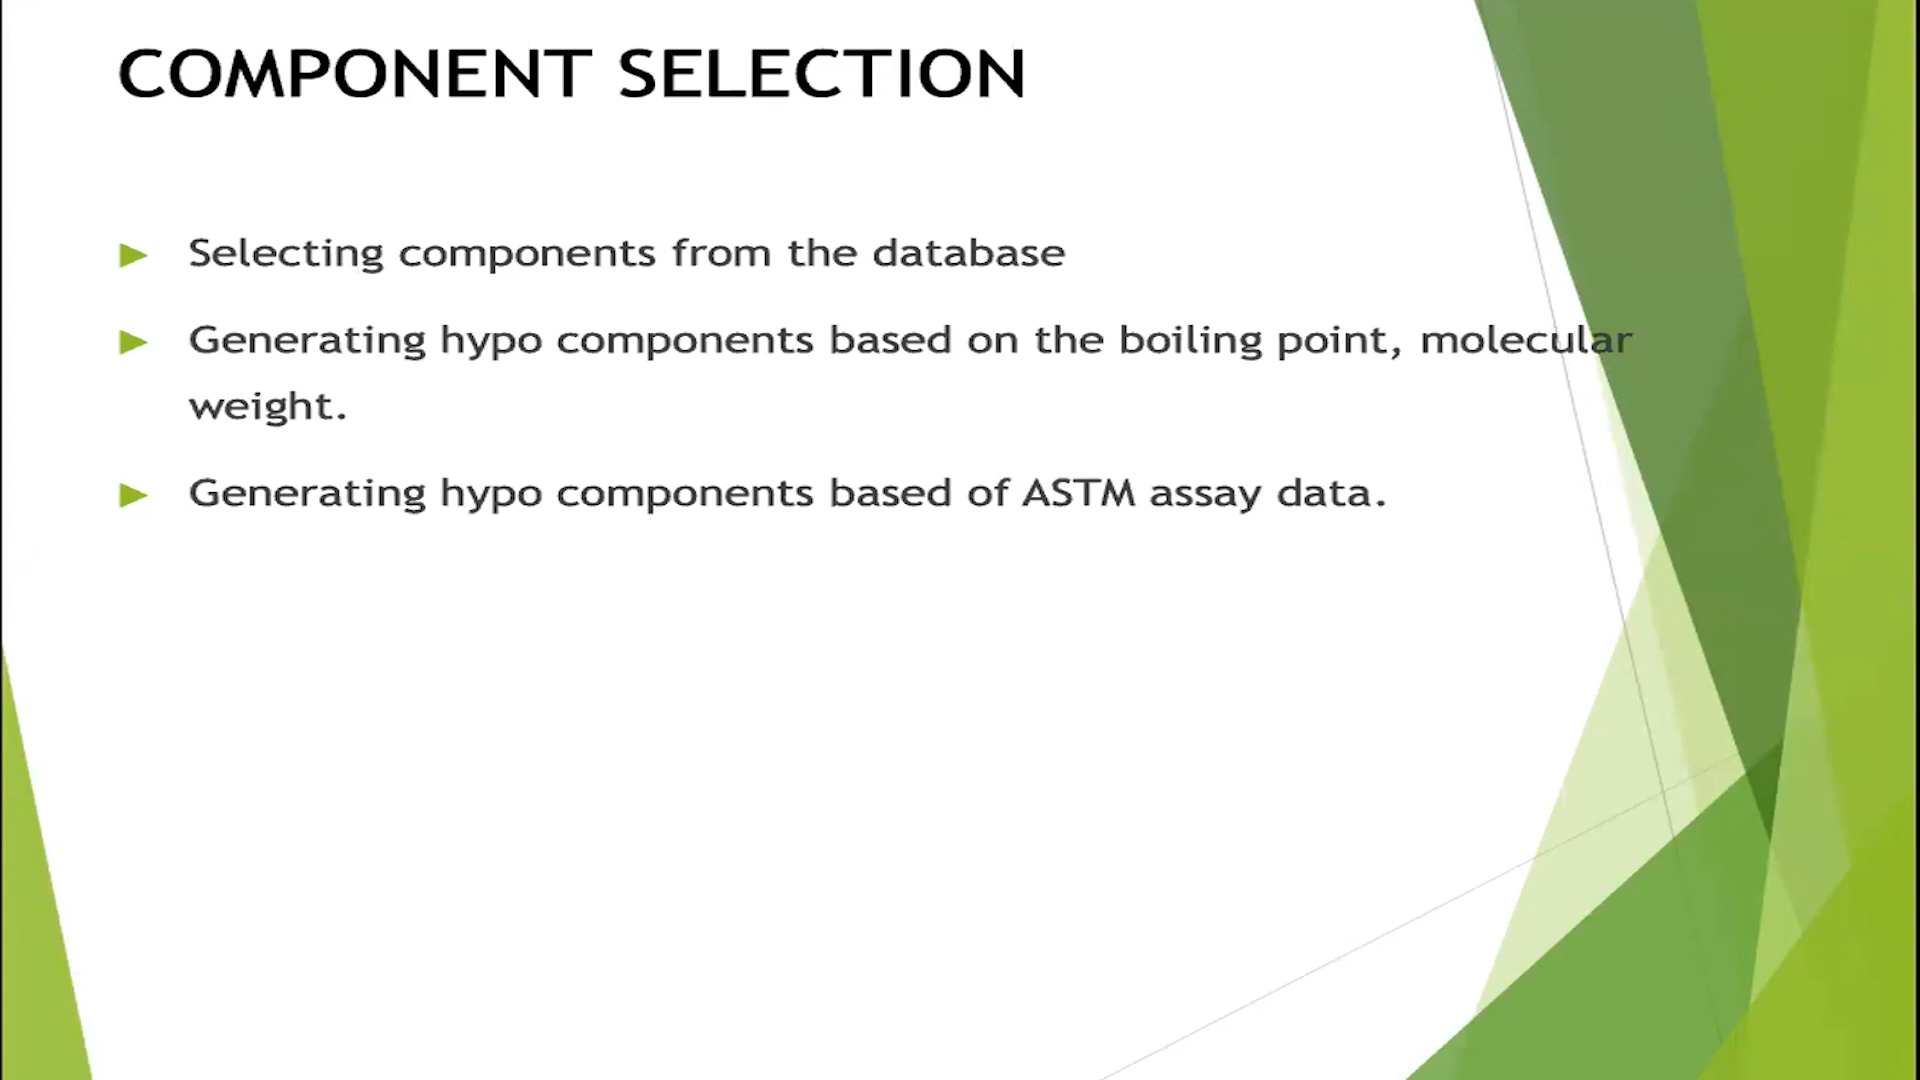 COMPONENT SELECTION
Selecting components from the database
Generating hypo components based on the boiling point, molecular
weight.
Generating hypo components based of ASTM assay data.